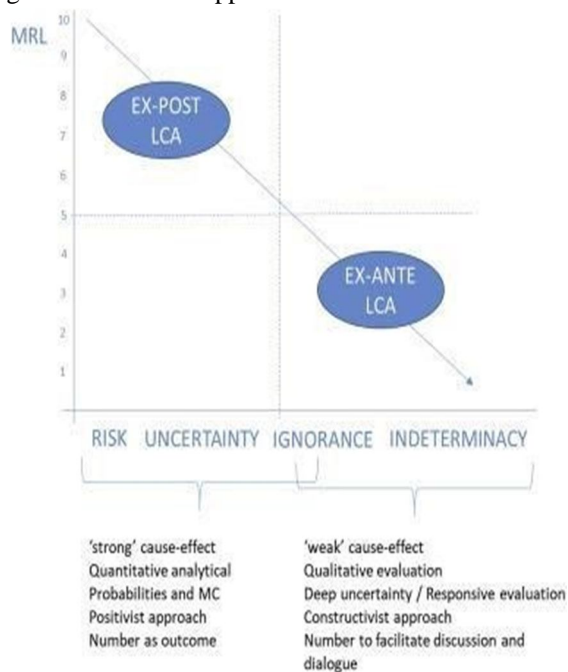 MRL
10
9
8
7
6
5
4
3
2
1
EX-POST
LCA
EX-ANTE
LCA
RISK UNCERTAINTY IGNORANCE INDETERMINACY
'strong' cause-effect
Quantitative analytical
Probabilities and MC
Positivist approach
Number as outcome
'weak' cause-effect
Qualitative evaluation
Deep uncertainty / Responsive evaluation
Constructivist approach
Number to facilitate discussion and
dialogue